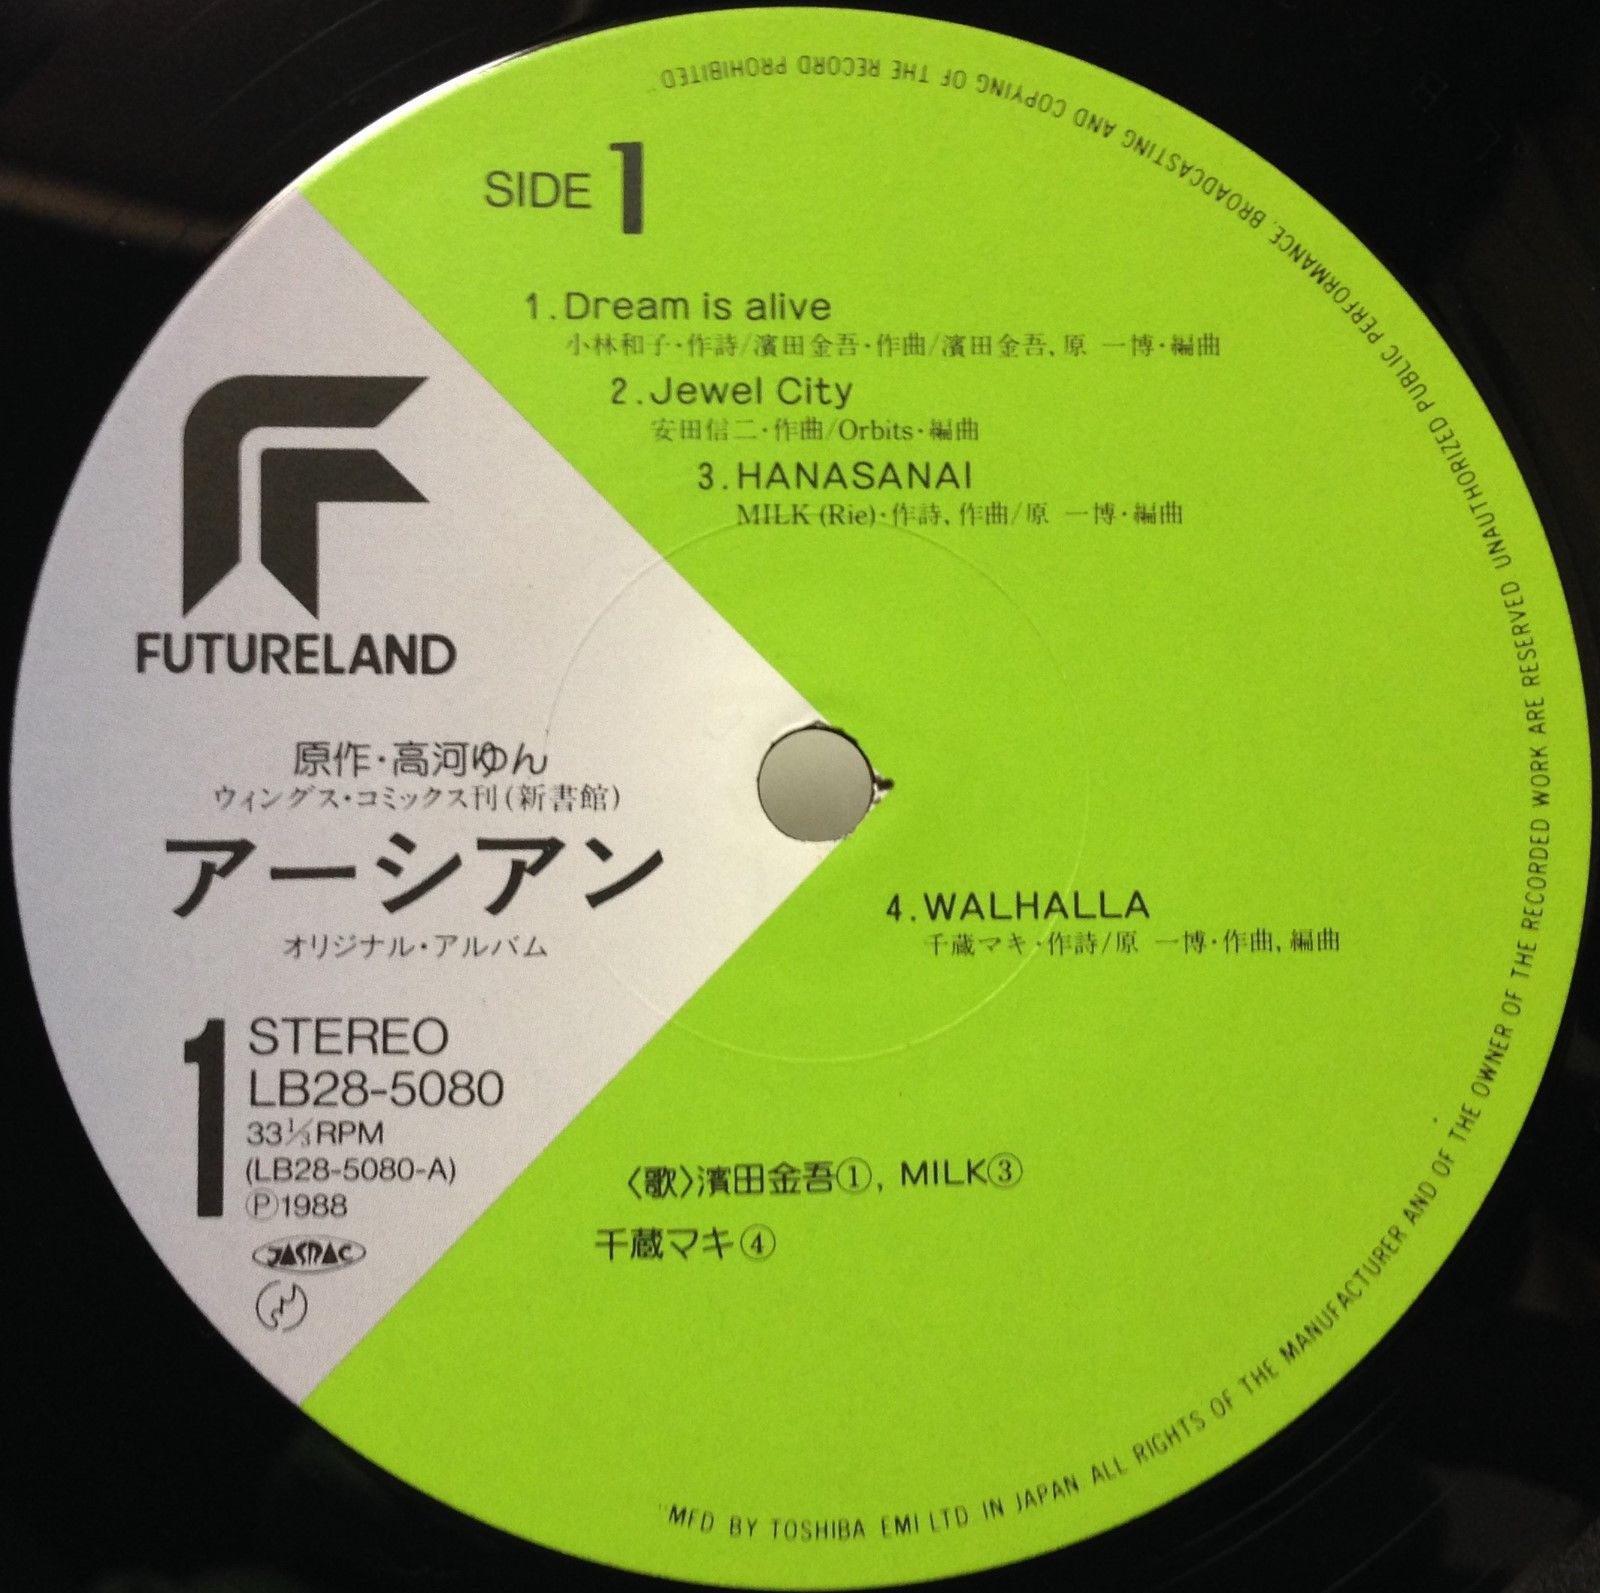 SIDE 1
1.Dream is alive
小林和子・作詩/濱田金吾・作曲/濱田金吾,原 一博・編曲
2.Jewel City
安田信二・作曲/Orbits・編曲
3.HANASANAI
MILK (Rie)・作詩,作曲/原 一博・編曲
FUTURELAND
原作・高河ゆん
ウィングス・コミックス刊(新書館)
アーシアン
オリジナル・アルバム
4.WALHALLA
千蔵マキ・作詩/原 一博・作曲,編曲
1 STEREO
LB28-5080
33⅓RPM
(LB28-5080-A)
Ⓟ1988
JASRAC
〈歌〉濱田金吾①, MILK③
千蔵マキ④
"MFD BY TOSHIBA EMI LTD IN JAPAN ALL RIGHTS OF THE MANUFACTURER AND OF THE OWNER OF THE RECORDED WORK ARE RESERVED UNAUTHORIZED PUBLIC PERFORMANCE, BROADCASTING AND COPYING OF THE RECORD PROHIBITED"